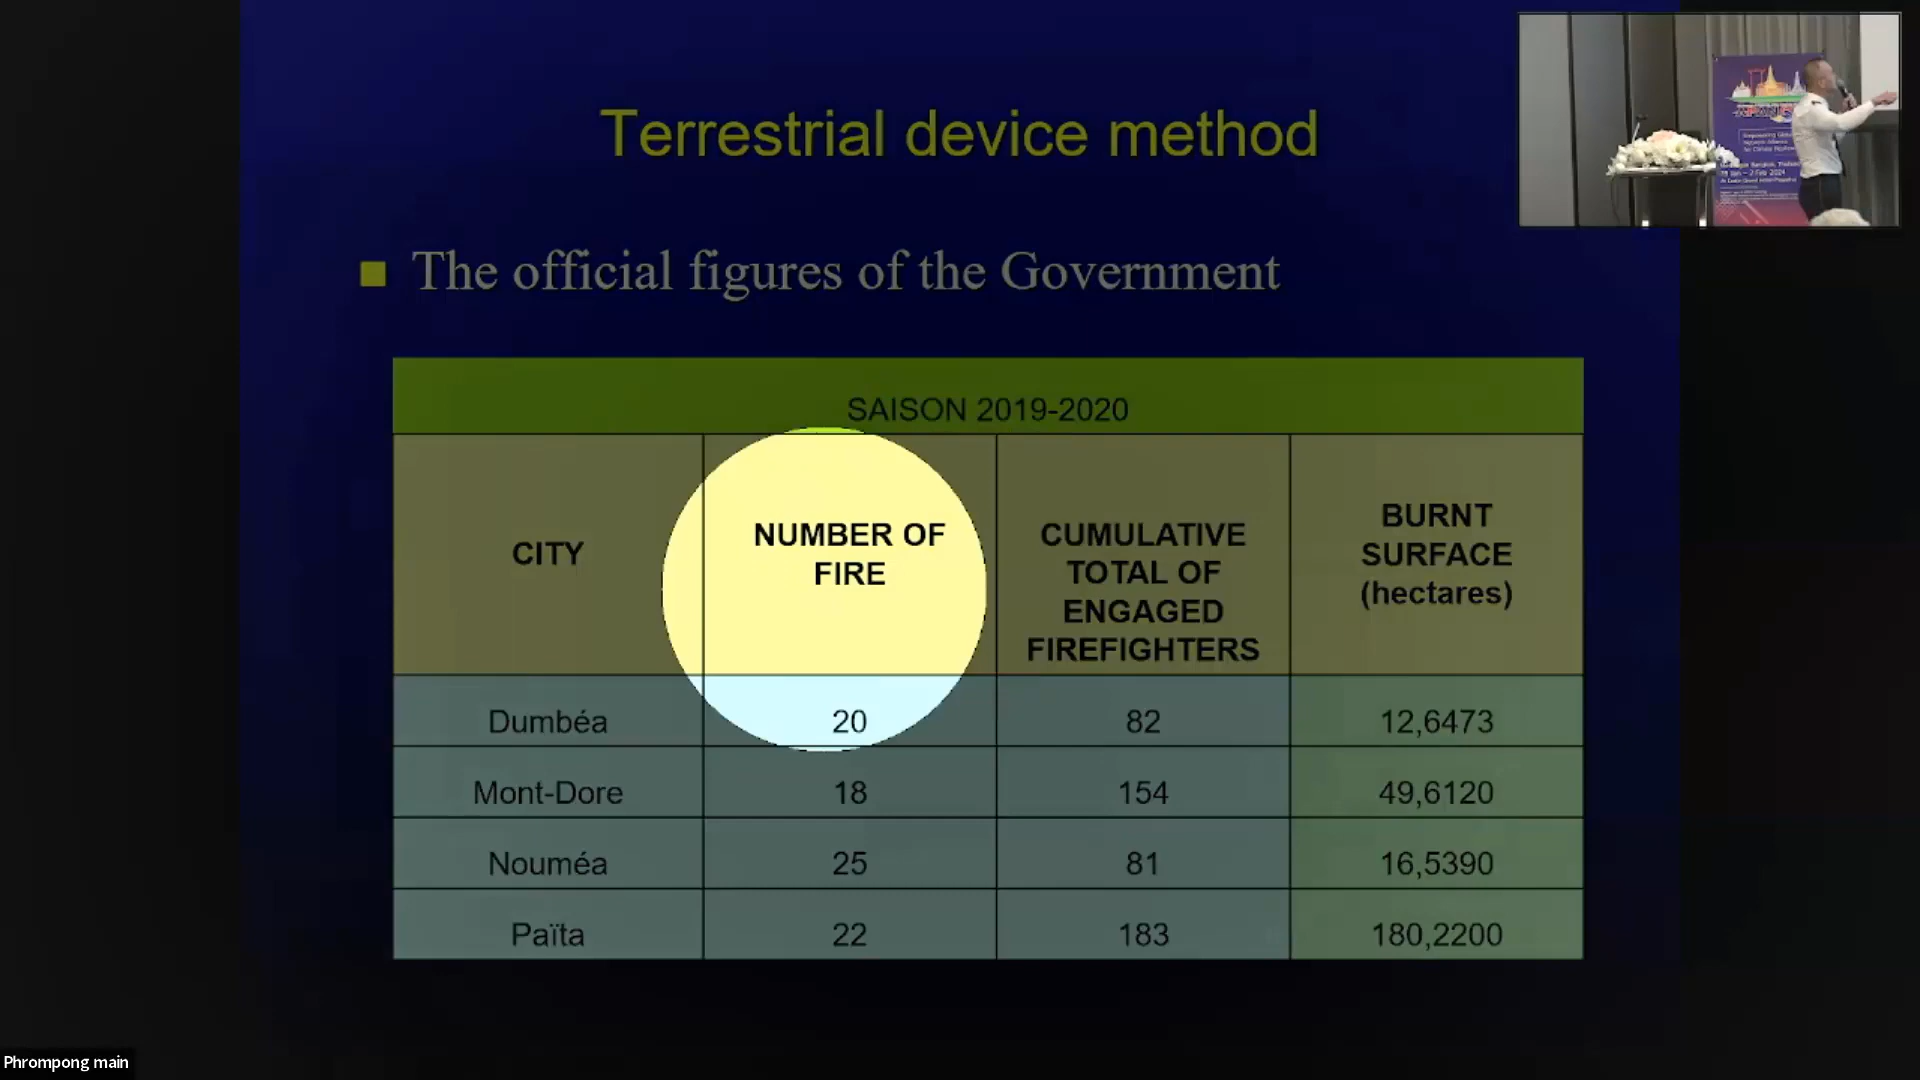 Terrestrial device method
The official figures of the Government
SAISON 2019-2020
CITY
NUMBER OF
FIRE
CUMULATIVE
TOTAL OF
ENGAGED
FIREFIGHTERS
BURNT
SURFACE
(hectares)
Dumbéa 20 82 12,6473
Mont-Dore 18 154 49,6120
Nouméa 25 81 16,5390
Païta 22 183 180,2200
Phrompong main